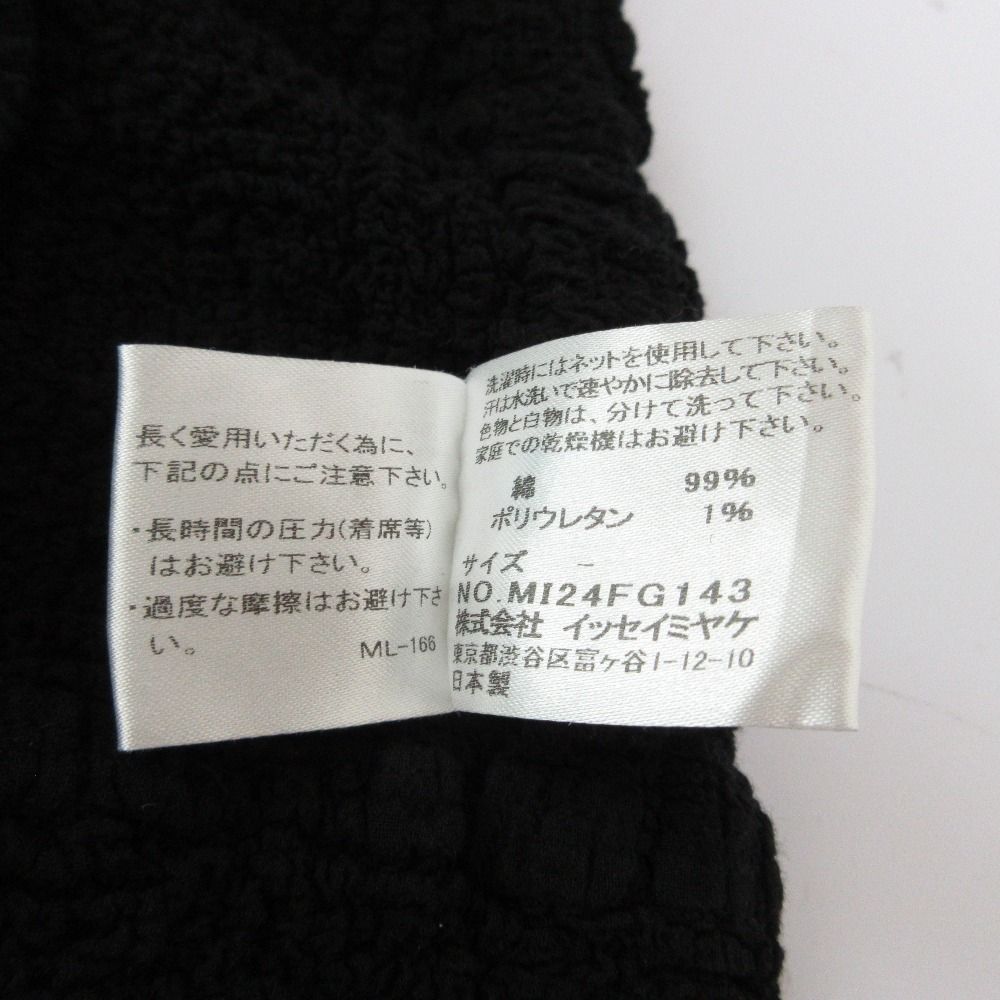 長く愛用いただく為に、
下記の点にご注意下さい。
・長時間の圧力(着席等)
はお避け下さい。
・過度な摩擦はお避け下さ
い。
ML-166
洗濯時にはネットを使用して下さい。
汗は水洗いで速やかに除去して下さい。
色物と白物は、分けて洗って下さい。
家庭での乾燥機はお避け下さい。
綿 99%
ポリウレタン 1%
サイズ -
NO.MI24FG143
株式会社 イッセイミヤケ
東京都渋谷区富ヶ谷1-12-10
日本製